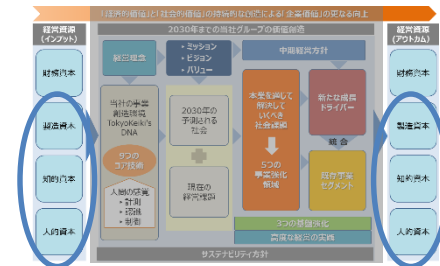 「経済的価値」と「社会的価値」の持続的な創造による「企業価値」の更なる向上
2030年までの当社グループの価値創造
経営資源
(インプット)
財務資本
製造資本
知的資本
人的資本
経営理念
・ミッション
・ビジョン
・バリュー
中期経営方針
当社の事業
創造環境
TokyoKeiki's
DNA
9つの
コア技術
人間の感覚
・計測
・認識
・制御
2030年の
予測される
社会
現在の
経営課題
本業を通して
解決して
いくべき
社会課題
5つの
事業強化
領域
新たな成長
ドライバー
融合
既存事業
セグメント
3つの基盤強化
高度な経営の実践
サステナビリティ方針
経営資源
(アウトカム)
財務資本
製造資本
知的資本
人的資本